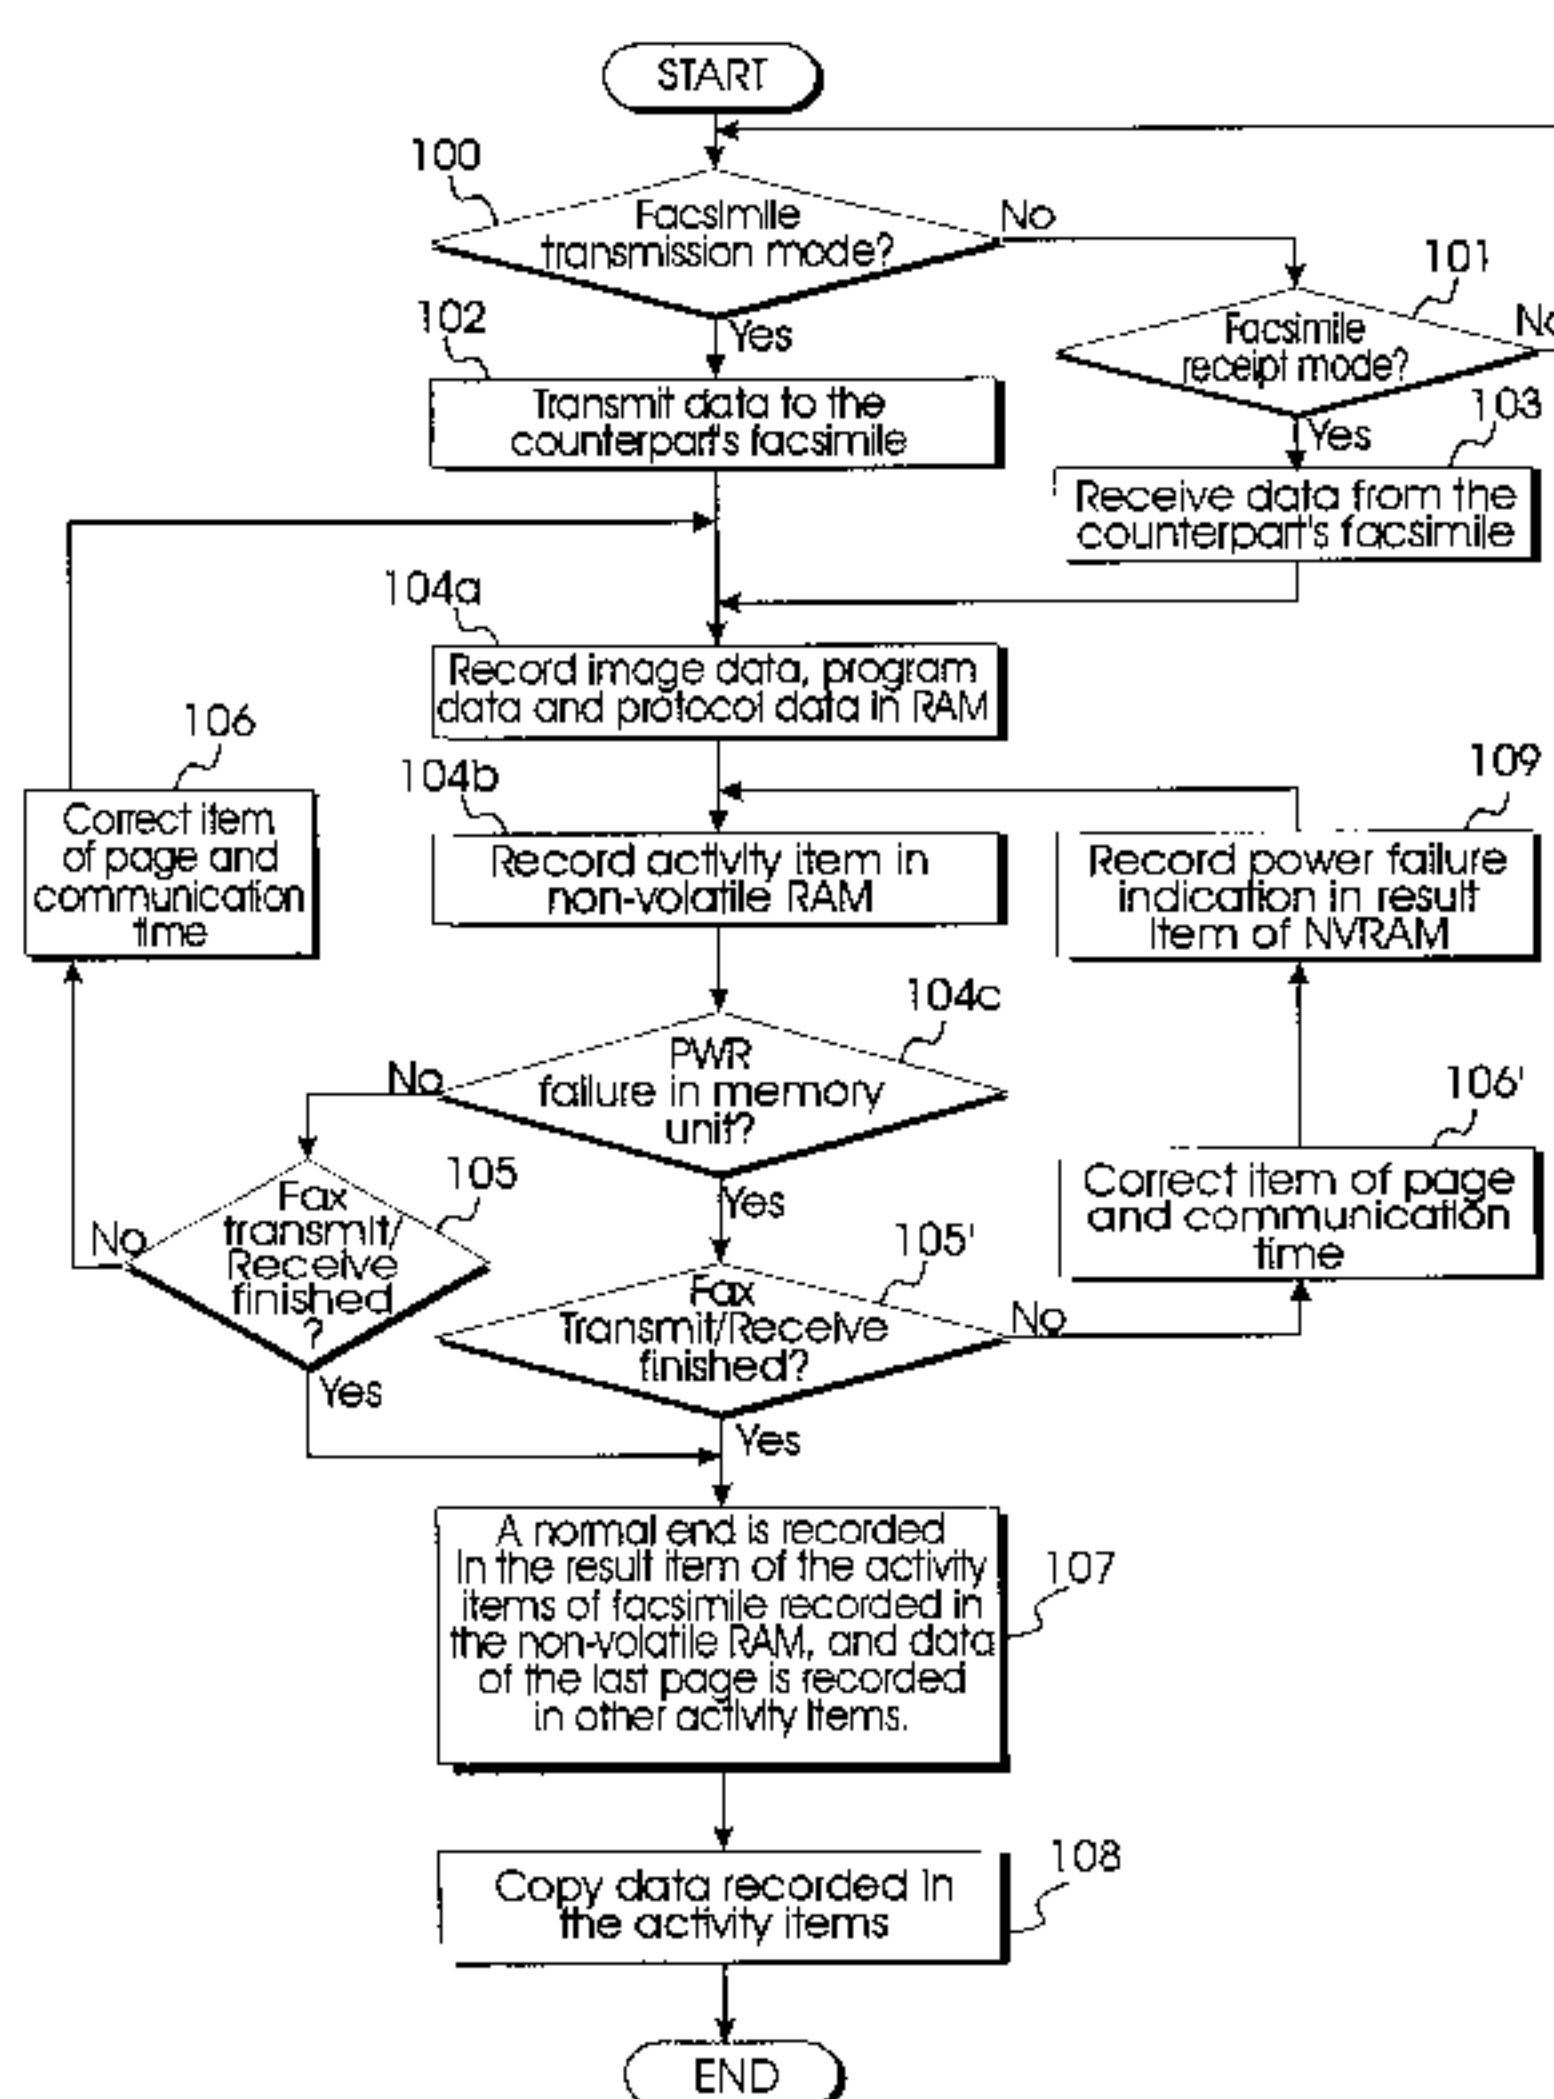 START
100
Facsimile
transmission mode?
No
101
Facsimile
receipt mode?
No
102
Yes
Transmit data to the
counterpart's facsimile
103
Yes
Receive data from the
counterpart's facsimile
104a
Record image data, program
data and protocol data in RAM
106
Correct item
of page and
communication
time
104b
Record activity item in
non-volatile RAM
109
Record power failure
indication in result
item of NVRAM
104c
PWR
failure in memory
unit?
No
Yes
106'
Correct item of page
and communication
time
105
Fax
transmit/
Receive
finished
?
No
Yes
105'
Fax
Transmit/Receive
finished?
No
Yes
A normal end is recorded
in the result item of the activity
items of facsimile recorded in
the non-volatile RAM, and data
of the last page is recorded
in other activity items.
107
Copy data recorded in
the activity items
108
END